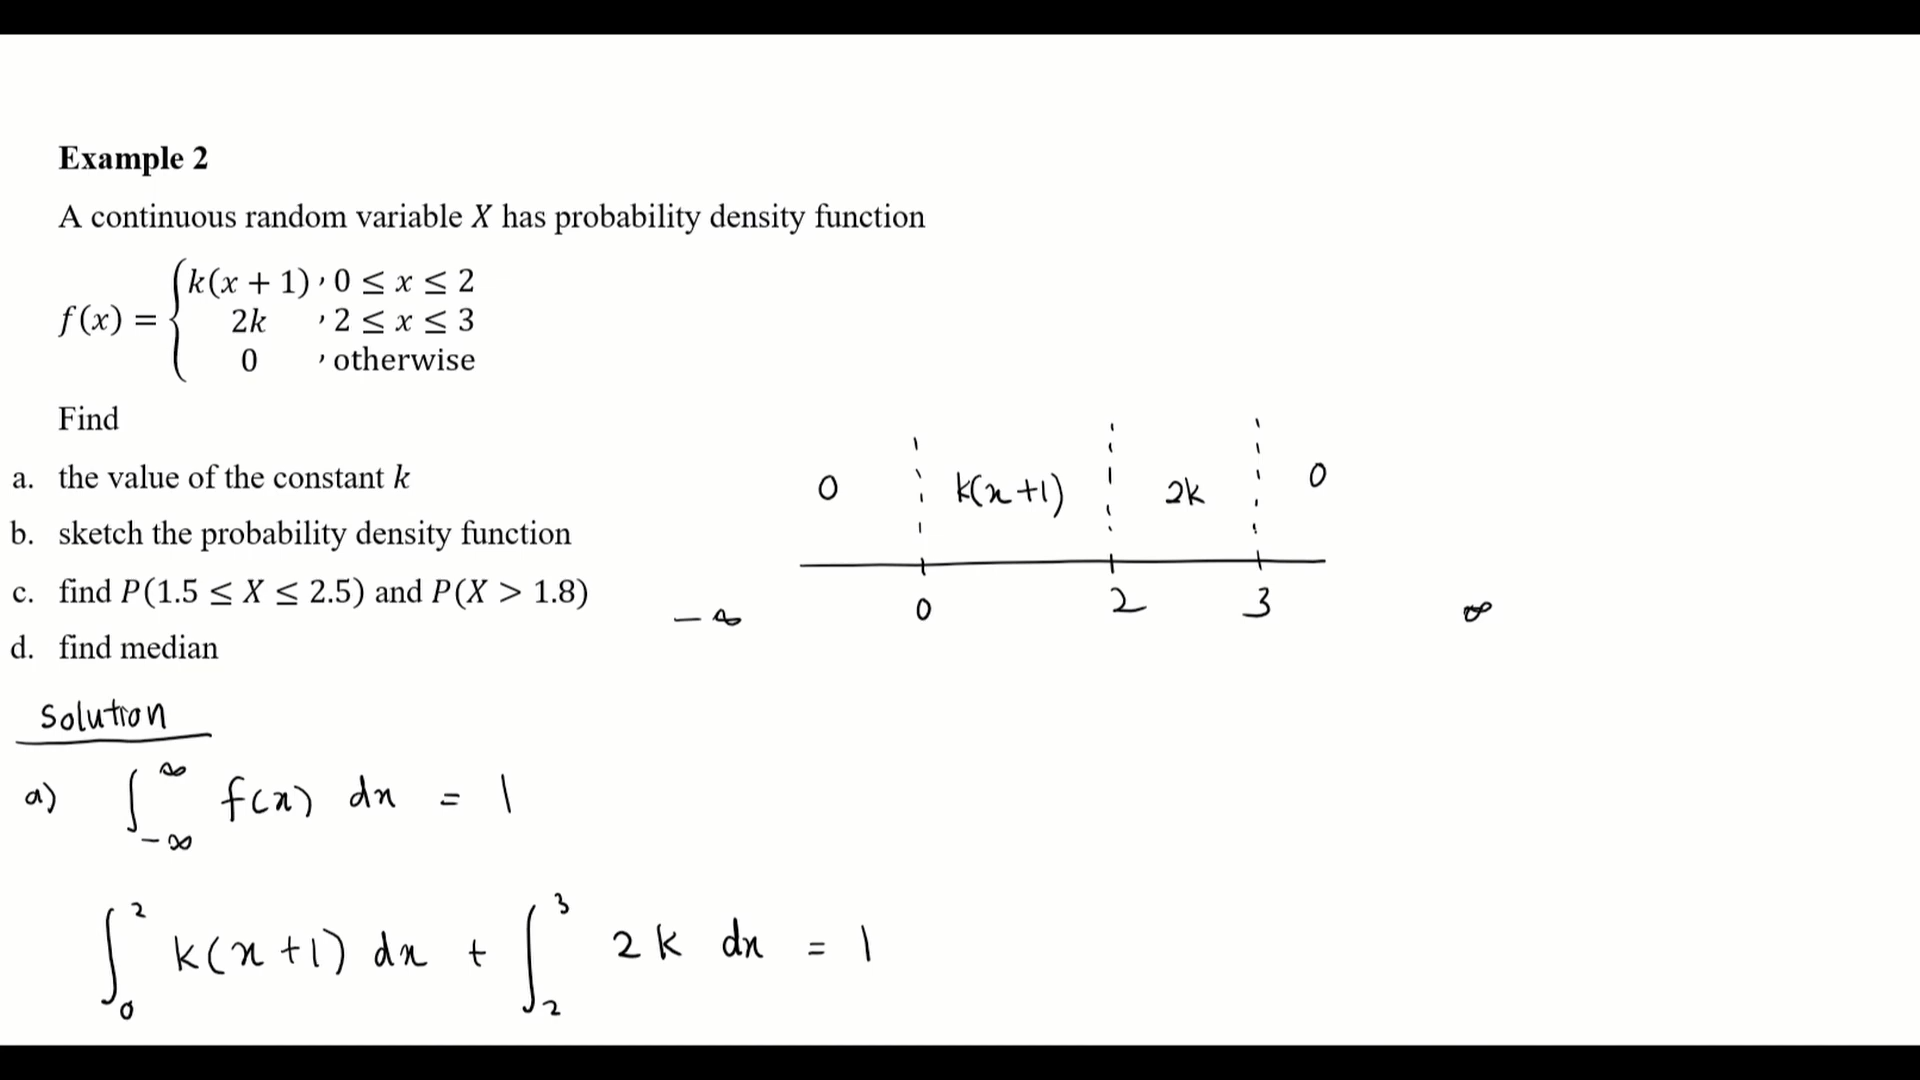 Example 2
A continuous random variable X has probability density function
f(x) = { k(x + 1) , 0 ≤ x ≤ 2
2k , 2 ≤ x ≤ 3
0 , otherwise
Find
a. the value of the constant k
b. sketch the probability density function
c. find P(1.5 ≤ X ≤ 2.5) and P(X > 1.8)
d. find median
0 k(x+1) 2k 0
-∞ 0 2 3 ∞
Solution
a) ∫_{-∞}^{∞} f(x) dx = 1
∫_0^2 k(x+1) dx + ∫_2^3 2k dx = 1